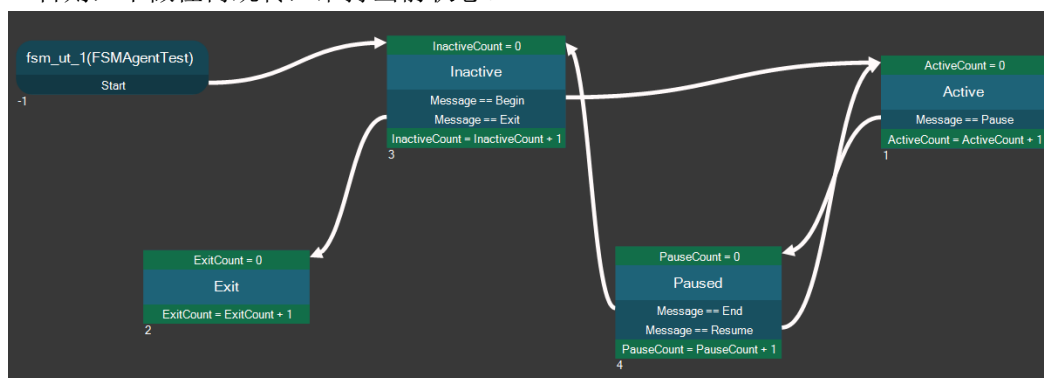 fsm_ut_1(FSMAgentTest)
Start
-1
InactiveCount = 0
Inactive
Message == Begin
Message == Exit
InactiveCount = InactiveCount + 1
3
ActiveCount = 0
Active
Message == Pause
ActiveCount = ActiveCount + 1
1
ExitCount = 0
Exit
ExitCount = ExitCount + 1
2
PauseCount = 0
Paused
Message == End
Message == Resume
PauseCount = PauseCount + 1
4